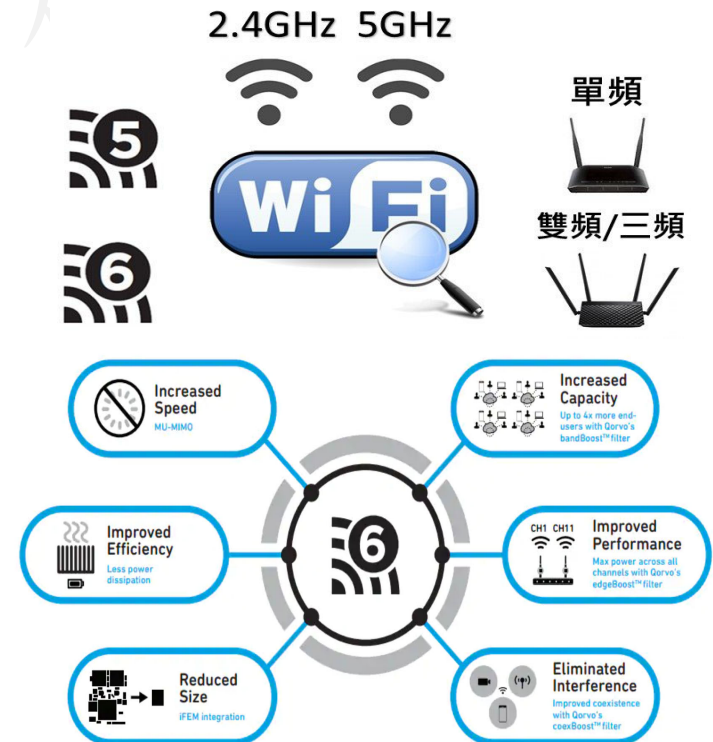 2.4GHz 5GHz
5
單頻
Wi Fi
雙頻/三頻
6
Increased
Speed
MU-MIMO
Increased
Capacity
Up to 4x more end-
users with Qorvo's
bandBoost™ filter
Improved
Efficiency
Less power
dissipation
6
CH1 CH11
Improved
Performance
Max power across all
channels with Qorvo's
edgeBoost™ filter
Reduced
Size
iFEM integration
Eliminated
Interference
Improved coexistence
with Qorvo's
coexBoost™ filter